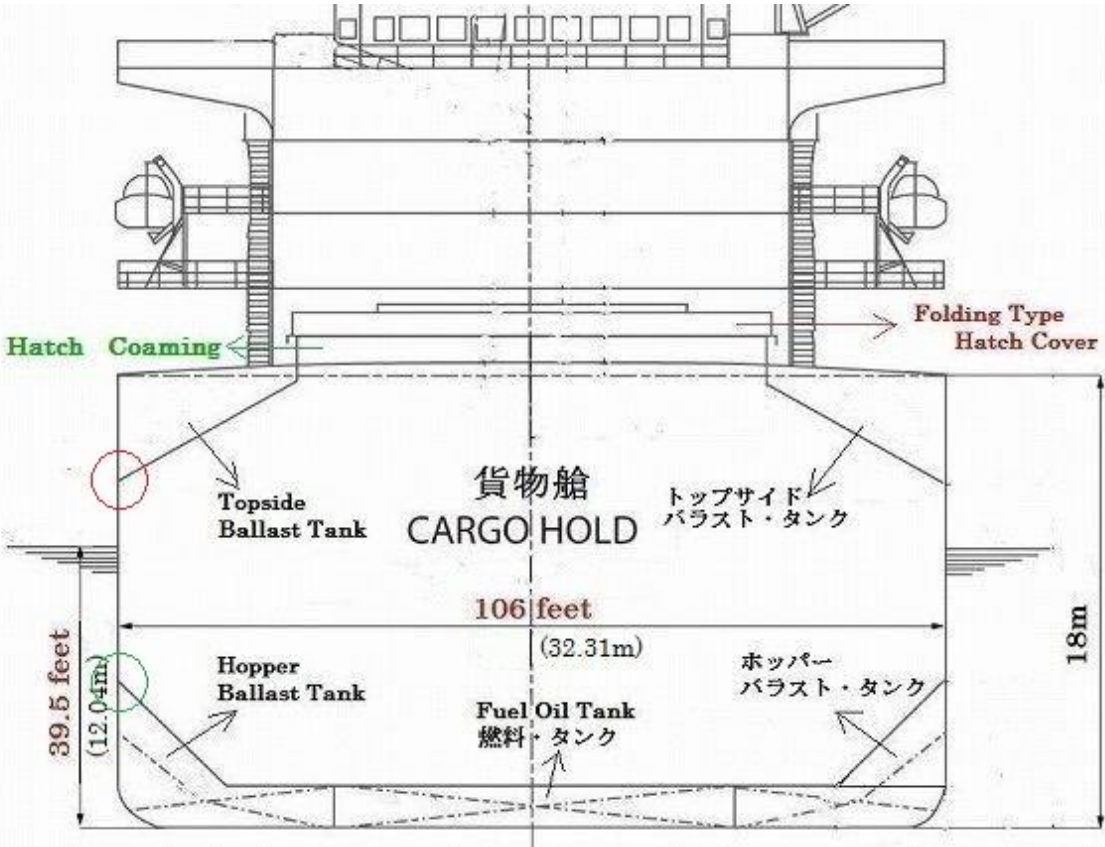 Folding Type
Hatch Cover
Hatch Coaming
貨物艙
CARGO HOLD
Topside
Ballast Tank
トップサイド
バラスト・タンク
106 feet
(32.31m)
39.5 feet
(12.04m)
18m
Hopper
Ballast Tank
ホッパー
バラスト・タンク
Fuel Oil Tank
燃料・タンク